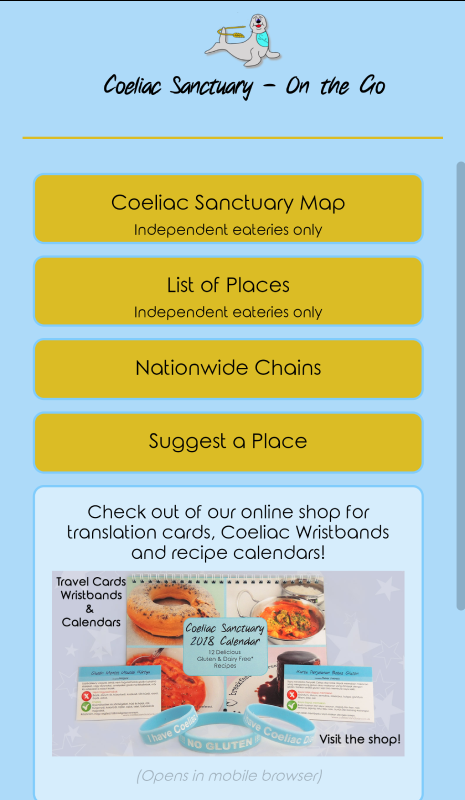 Coeliac Sanctuary - On the Go
Coeliac Sanctuary Map
Independent eateries only
List of Places
Independent eateries only
Nationwide Chains
Suggest a Place
Check out of our online shop for
translation cards, Coeliac Wristbands
and recipe calendars!
Travel Cards
Wristbands
&
Calendars
Coeliac Sanctuary
2018 Calendar
12 Delicious
Gluten & Dairy Free*
Recipes
NO GLUTEN
I have Coeliac
Visit the shop!
(Opens in mobile browser)